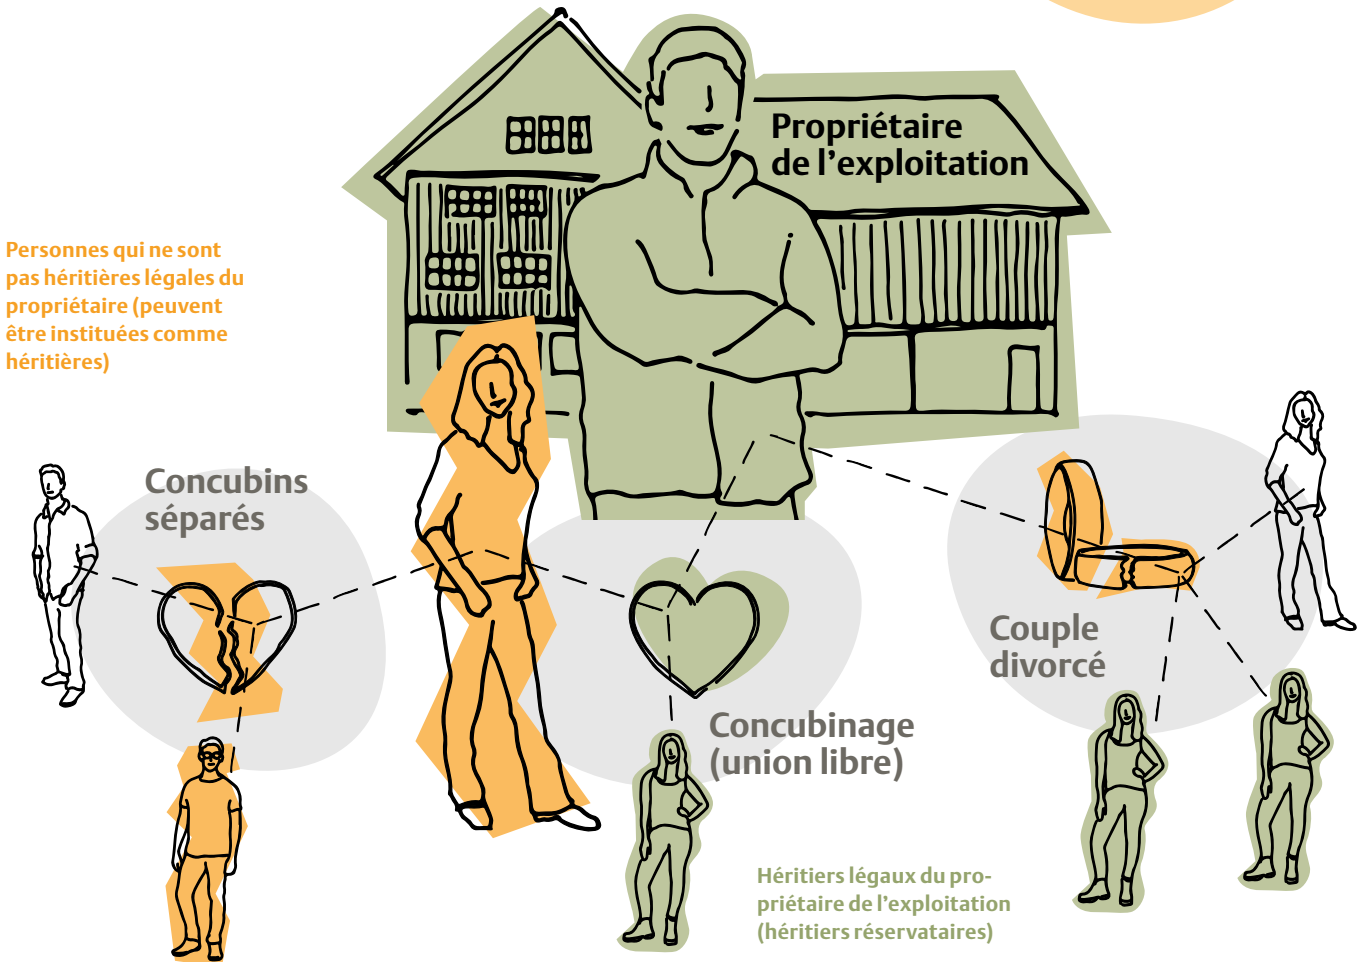 Propriétaire
de l’exploitation
Personnes qui ne sont
pas héritières légales du
propriétaire (peuvent
être instituées comme
héritières)
Concubins
séparés
Couple
divorcé
Concubinage
(union libre)
Héritiers légaux du pro-
priétaire de l’exploitation
(héritiers réservataires)